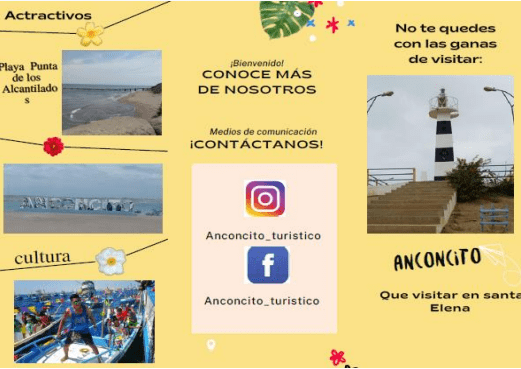 Actractivos
Playa Punta
de los
Alcantilado
s
ANCONCITO
cultura
¡Bienvenido!
CONOCE MÁS
DE NOSOTROS
Medios de comunicación
¡CONTÁCTANOS!
Anconcito_turistico
f
Anconcito_turistico
No te quedes
con las ganas
de visitar:
ANCONCITO
Que visitar en santa
Elena